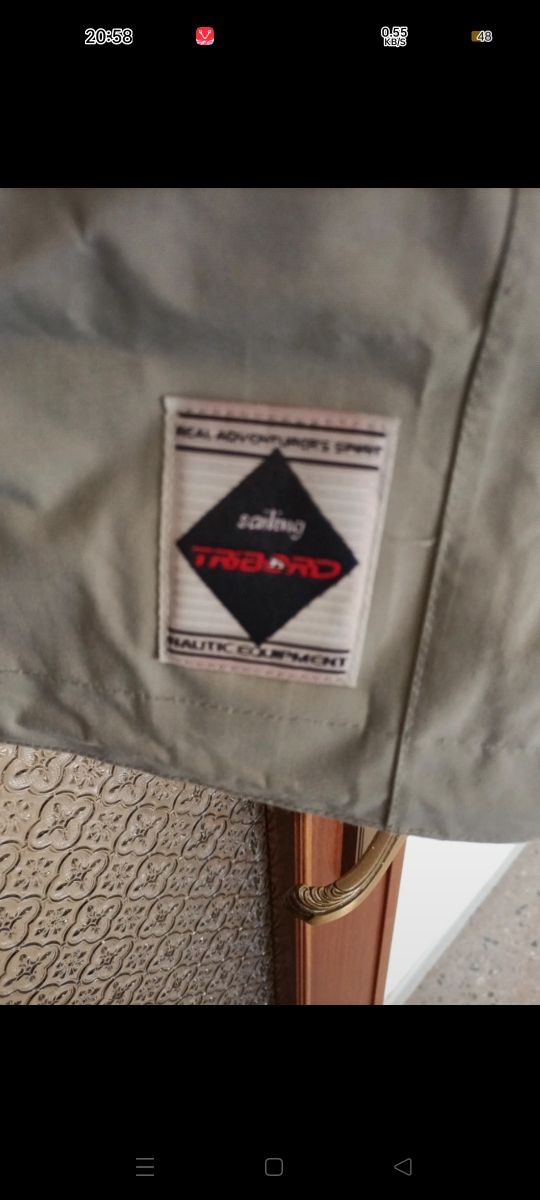 20:58
0.55
KB/S
48
REAL ADVENTURER'S SPIRIT
sailing
TRIBORD
NAUTIC EQUIPMENT